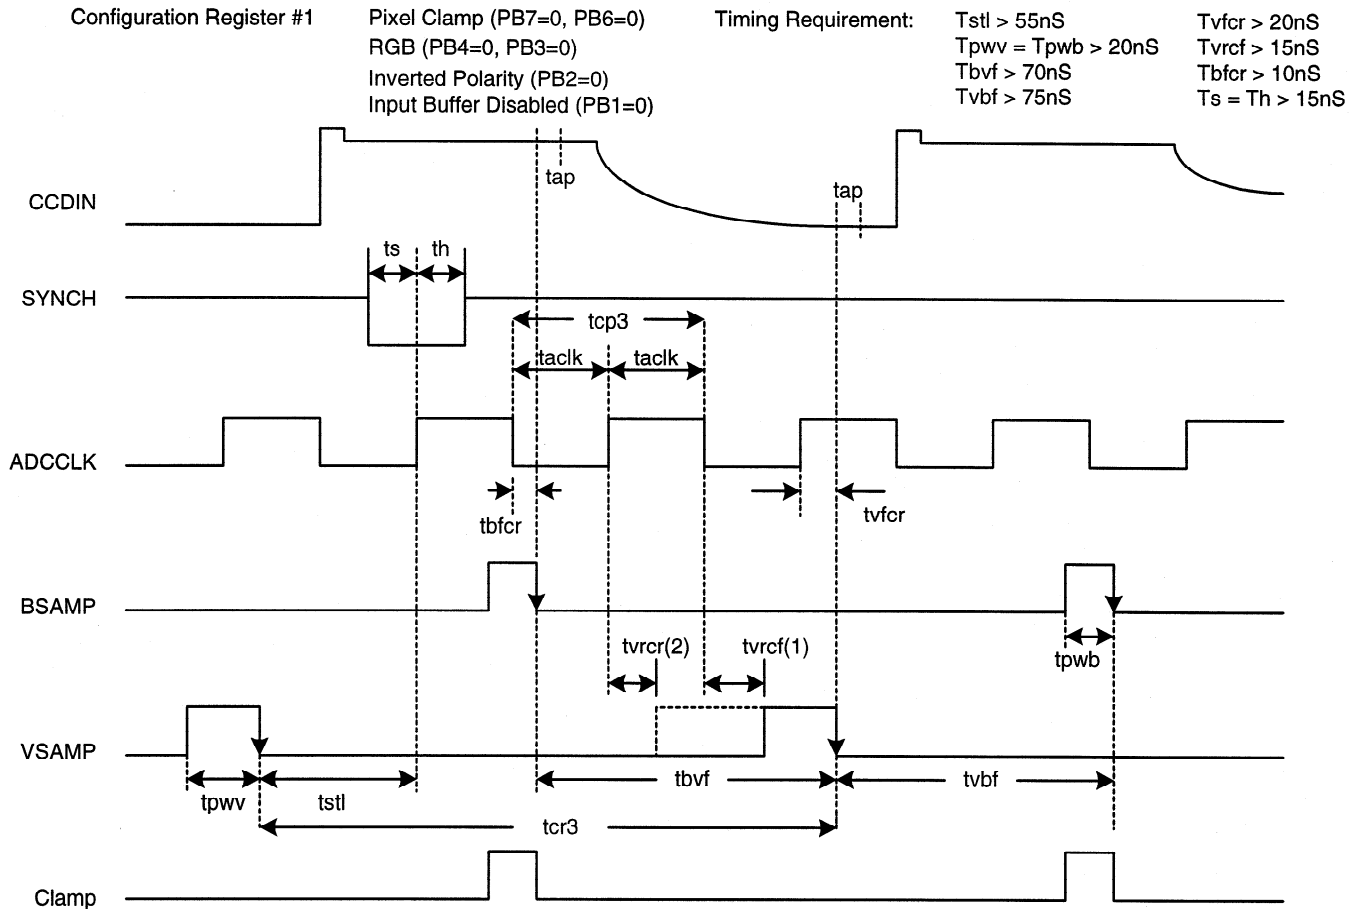 Configuration Register #1
Pixel Clamp (PB7=0, PB6=0)
RGB (PB4=0, PB3=0)
Inverted Polarity (PB2=0)
Input Buffer Disabled (PB1=0)
Timing Requirement:
Tstl > 55nS
Tpwv = Tpwb > 20nS
Tbvf > 70nS
Tvbf > 75nS
Tvfcr > 20nS
Tvrcf > 15nS
Tbfcr > 10nS
Ts = Th > 15nS
tap
tap
CCDIN
ts
th
SYNCH
tcp3
taclk
taclk
ADCCLK
tbfcr
tvfcr
BSAMP
tvrcr(2)
tvrcf(1)
tpwb
VSAMP
tpwv
tstl
tbvf
tvbf
tcr3
Clamp